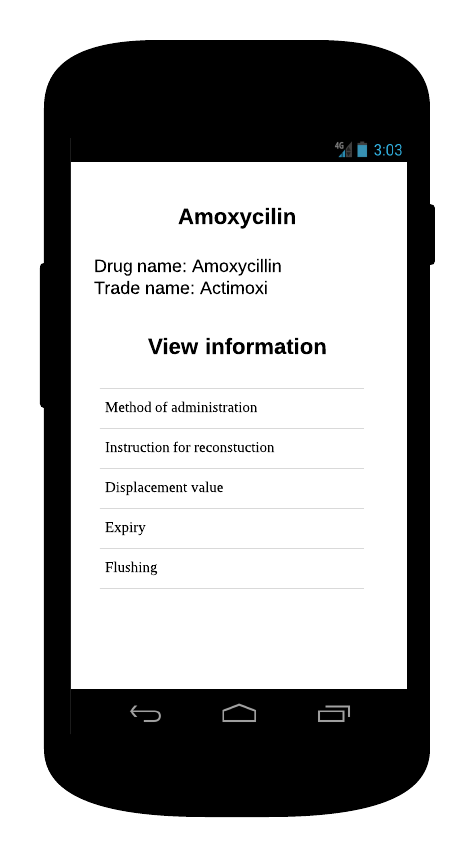 4G 3:03
Amoxycilin
Drug name: Amoxycillin
Trade name: Actimoxi
View information
Method of administration
Instruction for reconstuction
Displacement value
Expiry
Flushing